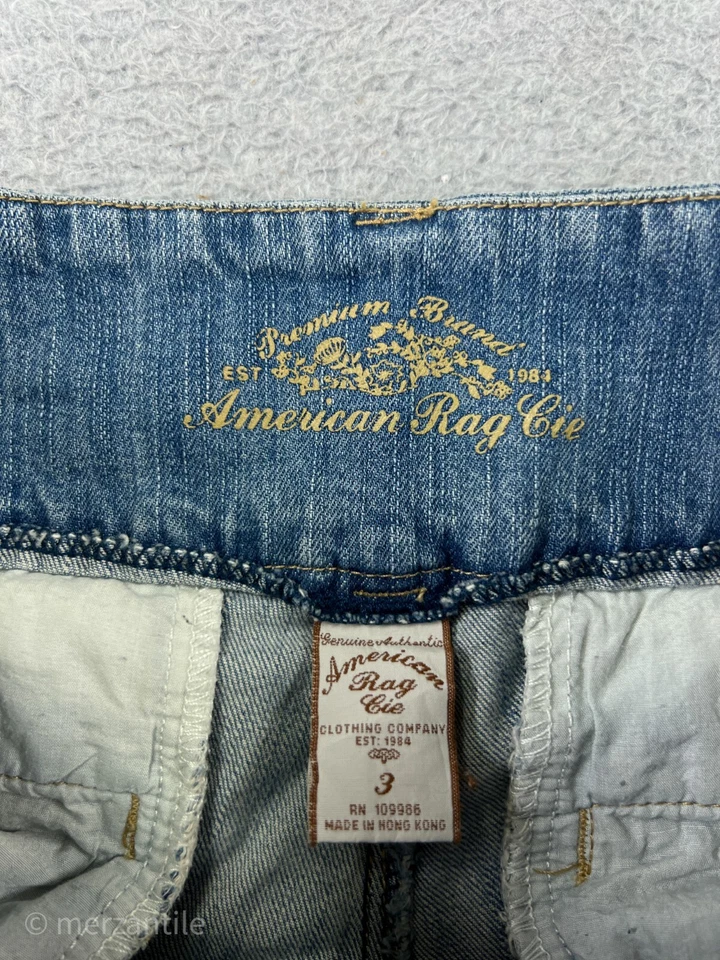 Premium Brand
EST 1984
American Rag Cie
Genuine Authentic
American
Rag
Cie
CLOTHING COMPANY
EST: 1984
3
RN 109986
MADE IN HONG KONG
© merzantile